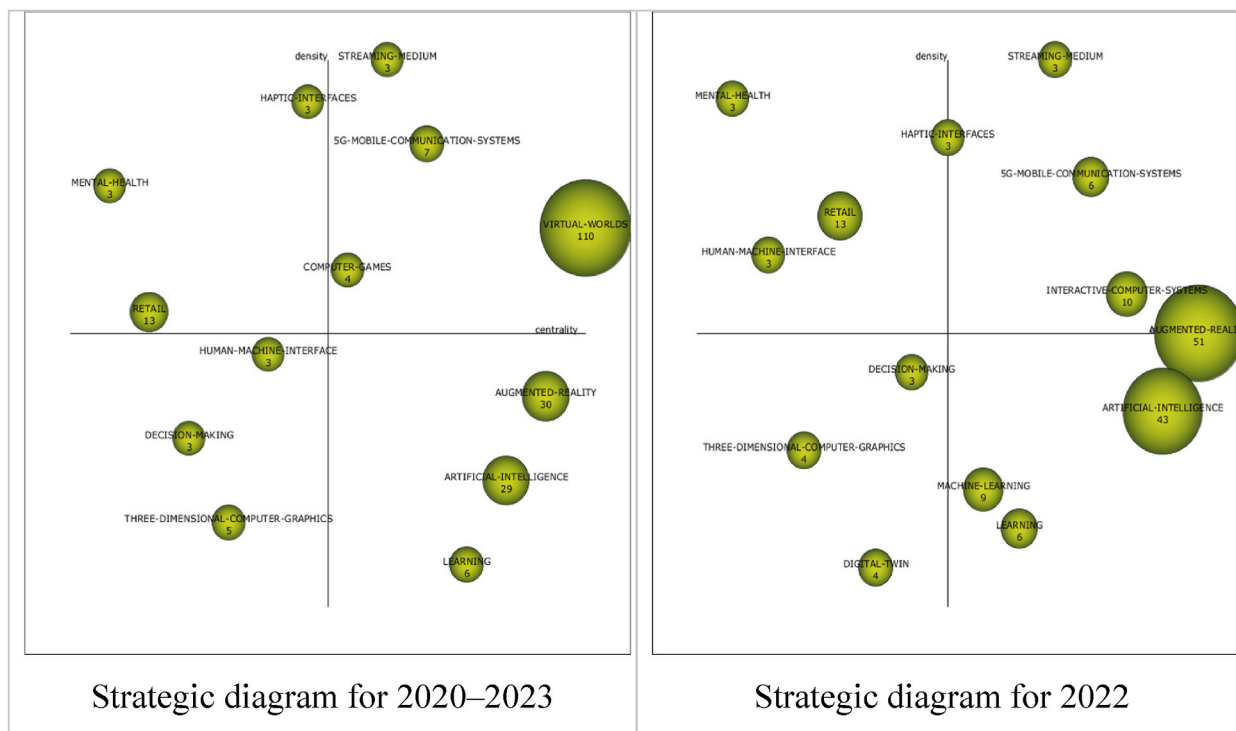 density
STREAMING-MEDIUM
3
HAPTIC-INTERFACES
3
5G-MOBILE-COMMUNICATION-SYSTEMS
7
MENTAL-HEALTH
3
VIRTUAL-WORLDS
110
COMPUTER-GAMES
4
RETAIL
13
centrality
HUMAN-MACHINE-INTERFACE
3
AUGMENTED-REALITY
30
DECISION-MAKING
3
ARTIFICIAL-INTELLIGENCE
29
THREE-DIMENSIONAL-COMPUTER-GRAPHICS
5
LEARNING
6
Strategic diagram for 2020–2023
density
STREAMING-MEDIUM
3
MENTAL-HEALTH
3
HAPTIC-INTERFACES
3
5G-MOBILE-COMMUNICATION-SYSTEMS
6
RETAIL
13
HUMAN-MACHINE-INTERFACE
3
INTERACTIVE-COMPUTER-SYSTEMS
10
AUGMENTED-REALI
51
DECISION-MAKING
3
ARTIFICIAL-INTELLIGENCE
43
THREE-DIMENSIONAL-COMPUTER-GRAPHICS
4
MACHINE-LEARNING
9
LEARNING
6
DIGITAL-TWIN
4
Strategic diagram for 2022